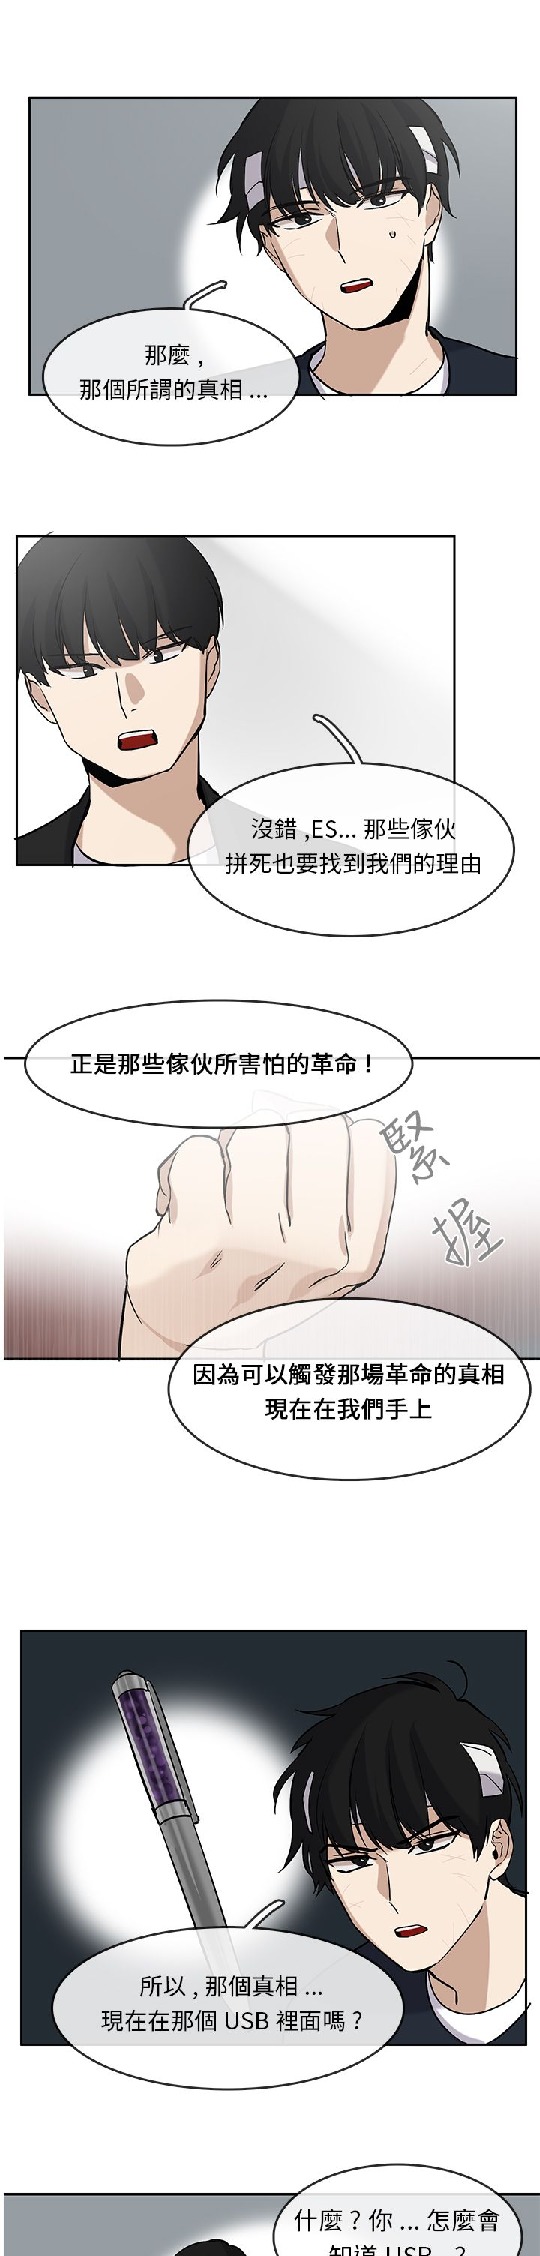 那麼，
那個所謂的真相...
沒錯,ES... 那些傢伙
拼死也要找到我們的理由
正是那些傢伙所害怕的革命！
緊
握
因為可以觸發那場革命的真相
現在在我們手上
所以，那個真相...
現在在那個 USB 裡面嗎？
什麼？你...怎麼會
知道 USB...？